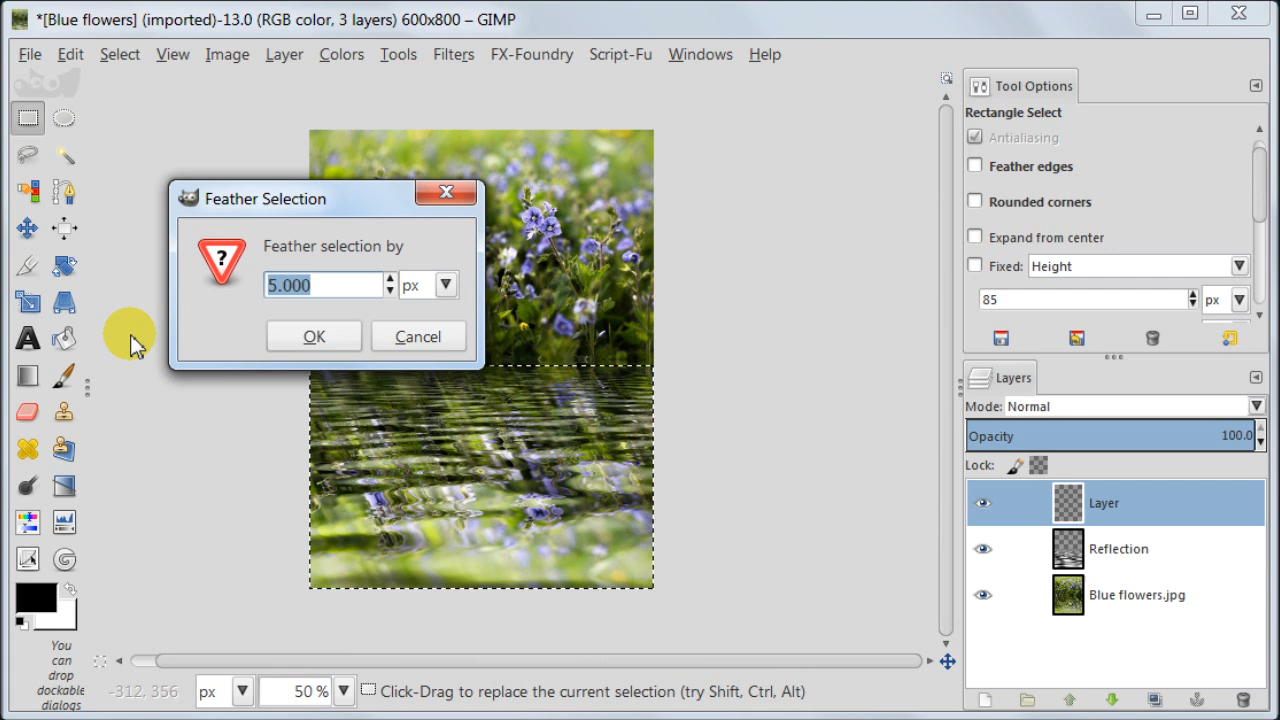 *[Blue flowers] (imported)-13.0 (RGB color, 3 layers) 600x800 – GIMP
File Edit Select View Image Layer Colors Tools Filters FX-Foundry Script-Fu Windows Help
Tool Options
Rectangle Select
Antialiasing
Feather edges
Rounded corners
Expand from center
Fixed: Height
85 px
Feather Selection
Feather selection by
5.000 px
OK Cancel
Layers
Mode: Normal
Opacity 100.0
Lock:
Layer
Reflection
Blue flowers.jpg
You
can
drop
dockable
dialogs
-312, 356 px 50 % Click-Drag to replace the current selection (try Shift, Ctrl, Alt)